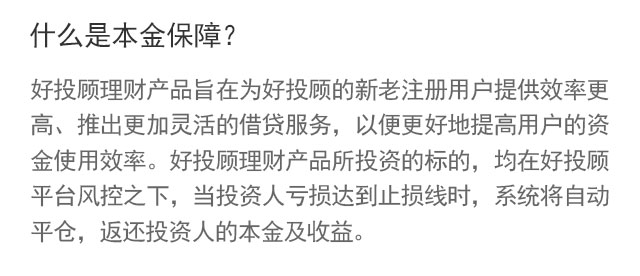 什么是本金保障？
好投顾理财产品旨在为好投顾的新老注册用户提供效率更
高、推出更加灵活的借贷服务，以便更好地提高用户的资
金使用效率。好投顾理财产品所投资的标的，均在好投顾
平台风控之下，当投资人亏损达到止损线时，系统将自动
平仓，返还投资人的本金及收益。